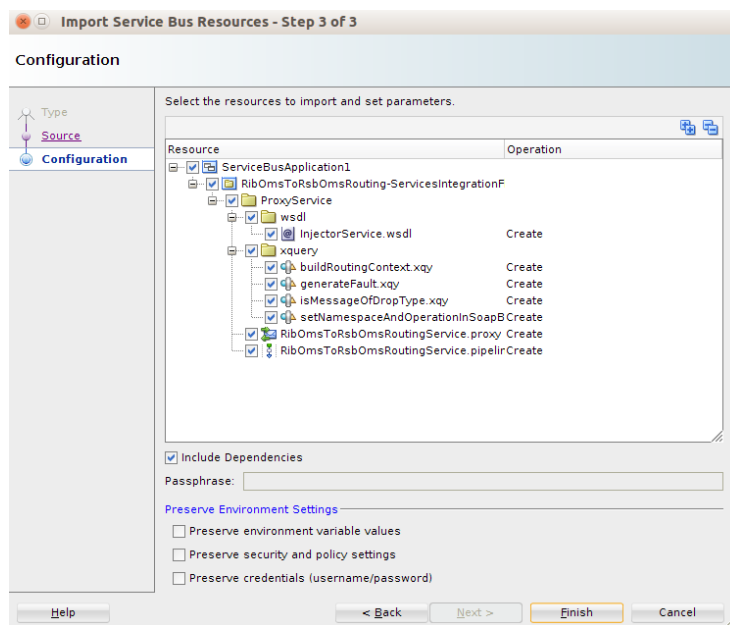 Import Service Bus Resources - Step 3 of 3
Configuration
Type
Source
Configuration
Select the resources to import and set parameters.
Resource Operation
ServiceBusApplication1
RibOmsToRsbOmsRouting-ServicesIntegrationF
ProxyService
wsdl
InjectorService.wsdl Create
xquery
buildRoutingContext.xqy Create
generateFault.xqy Create
isMessageOfDropType.xqy Create
setNamespaceAndOperationInSoapB Create
RibOmsToRsbOmsRoutingService.proxy Create
RibOmsToRsbOmsRoutingService.pipelin Create
Include Dependencies
Passphrase:
Preserve Environment Settings
Preserve environment variable values
Preserve security and policy settings
Preserve credentials (username/password)
Help < Back Next > Finish Cancel